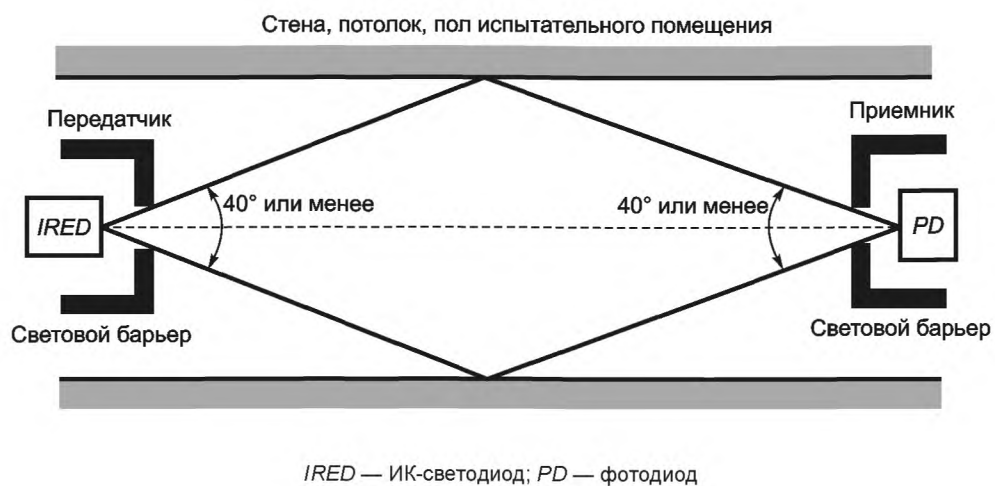 Стена, потолок, пол испытательного помещения
Передатчик
Приемник
40° или менее
40° или менее
IRED
PD
Световой барьер
Световой барьер
IRED — ИК-светодиод; PD — фотодиод